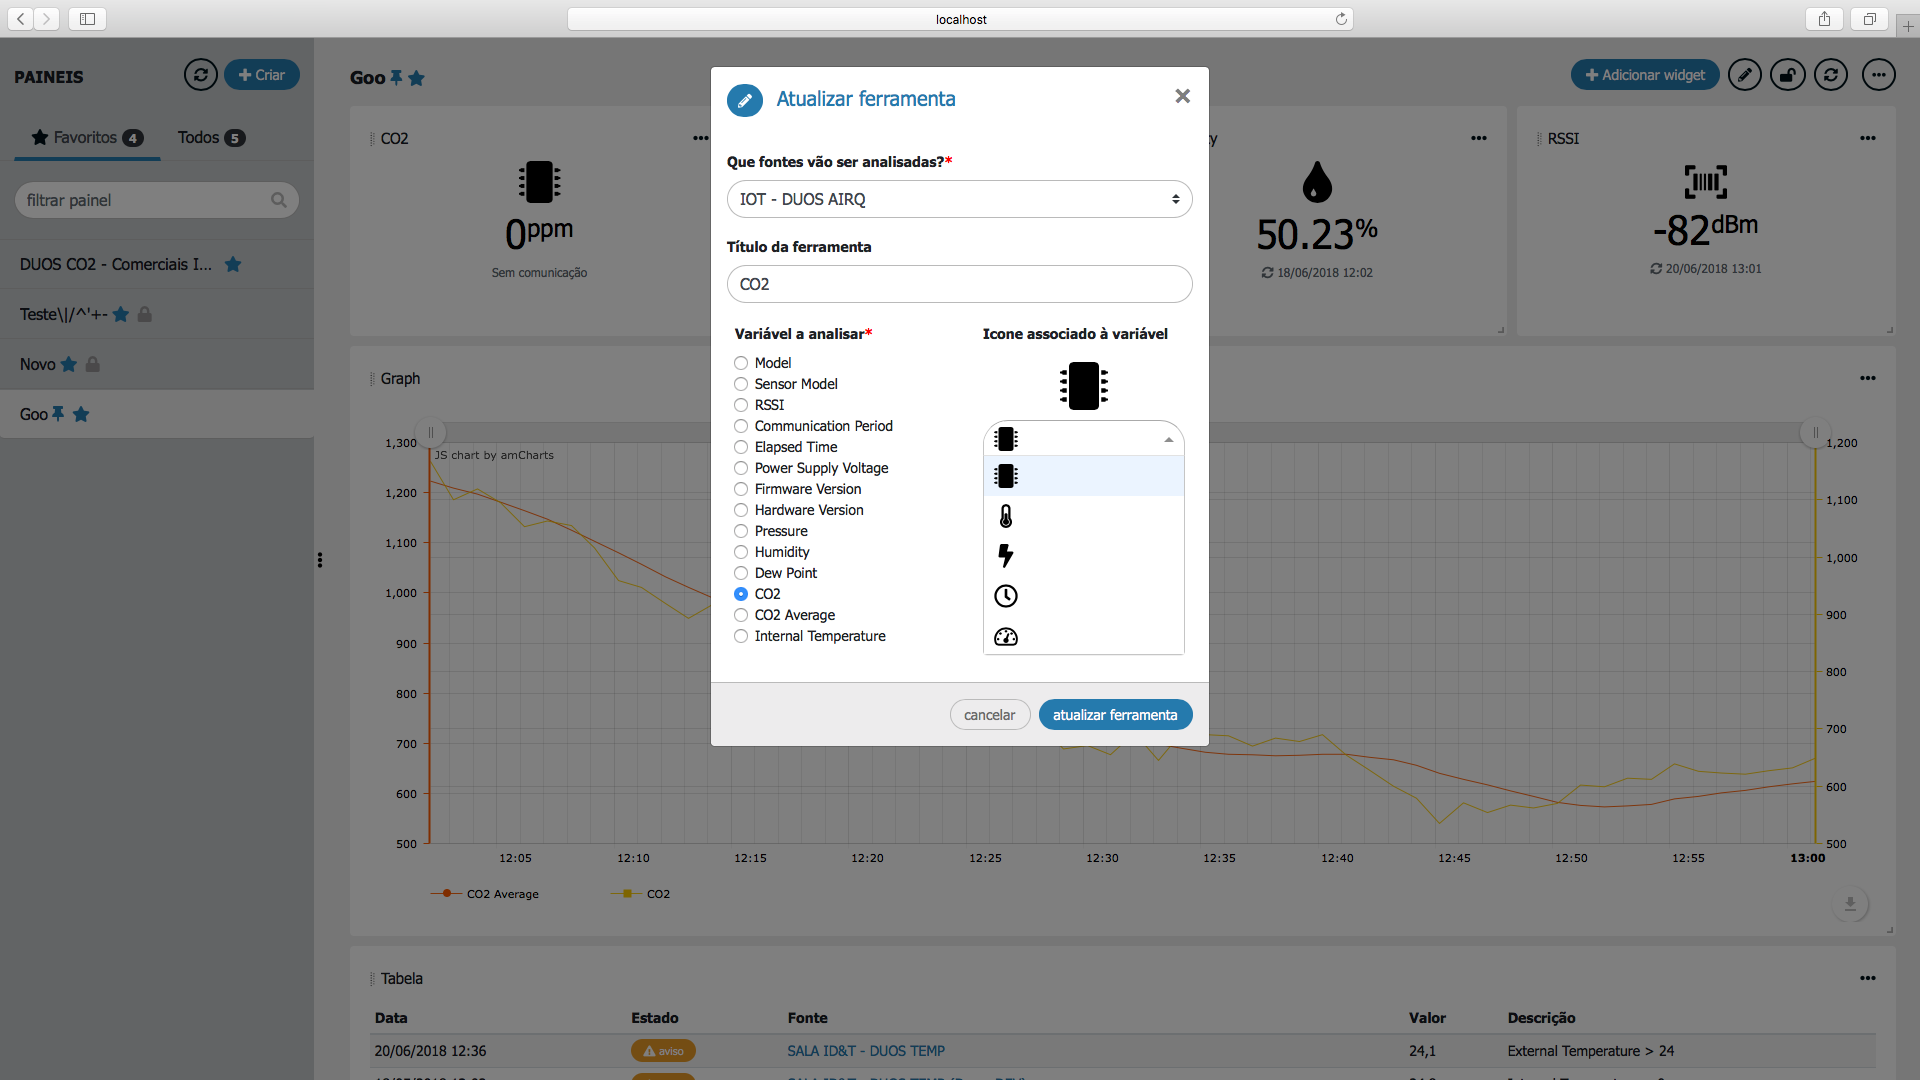 localhost
PAINEIS
Criar
Favoritos 4
Todos 5
filtrar painel
DUOS CO2 - Comerciais I...
Teste\|/^'+-
Novo
Goo
Goo
Adicionar widget
CO2
0ppm
Sem comunicação
50.23%
18/06/2018 12:02
RSSI
-82dBm
20/06/2018 13:01
Atualizar ferramenta
Que fontes vão ser analisadas?*
IOT - DUOS AIRQ
Título da ferramenta
CO2
Variável a analisar*
Model
Sensor Model
RSSI
Communication Period
Elapsed Time
Power Supply Voltage
Firmware Version
Hardware Version
Pressure
Humidity
Dew Point
CO2
CO2 Average
Internal Temperature
Icone associado à variável
cancelar
atualizar ferramenta
Graph
JS chart by amCharts
1,300
1,200
1,100
1,000
900
800
700
600
500
1,200
1,100
1,000
900
800
700
600
500
12:05
12:10
12:15
12:20
12:25
12:30
12:35
12:40
12:45
12:50
12:55
13:00
CO2 Average
CO2
Tabela
Data Estado Fonte Valor Descrição
20/06/2018 12:36 aviso SALA ID&T - DUOS TEMP 24,1 External Temperature > 24